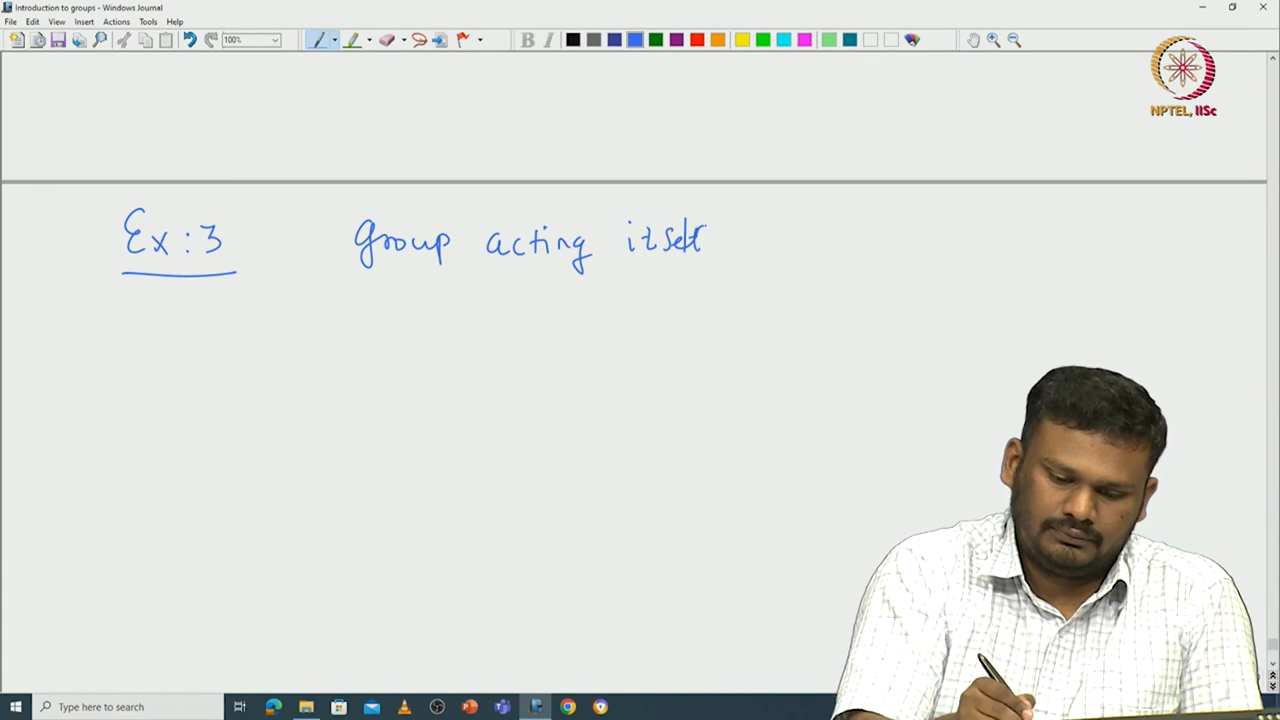 Introduction to groups - Windows Journal
File Edit View Insert Actions Tools Help
100% B I
NPTEL, IISc
Ex : 3 Group acting itself
Type here to search